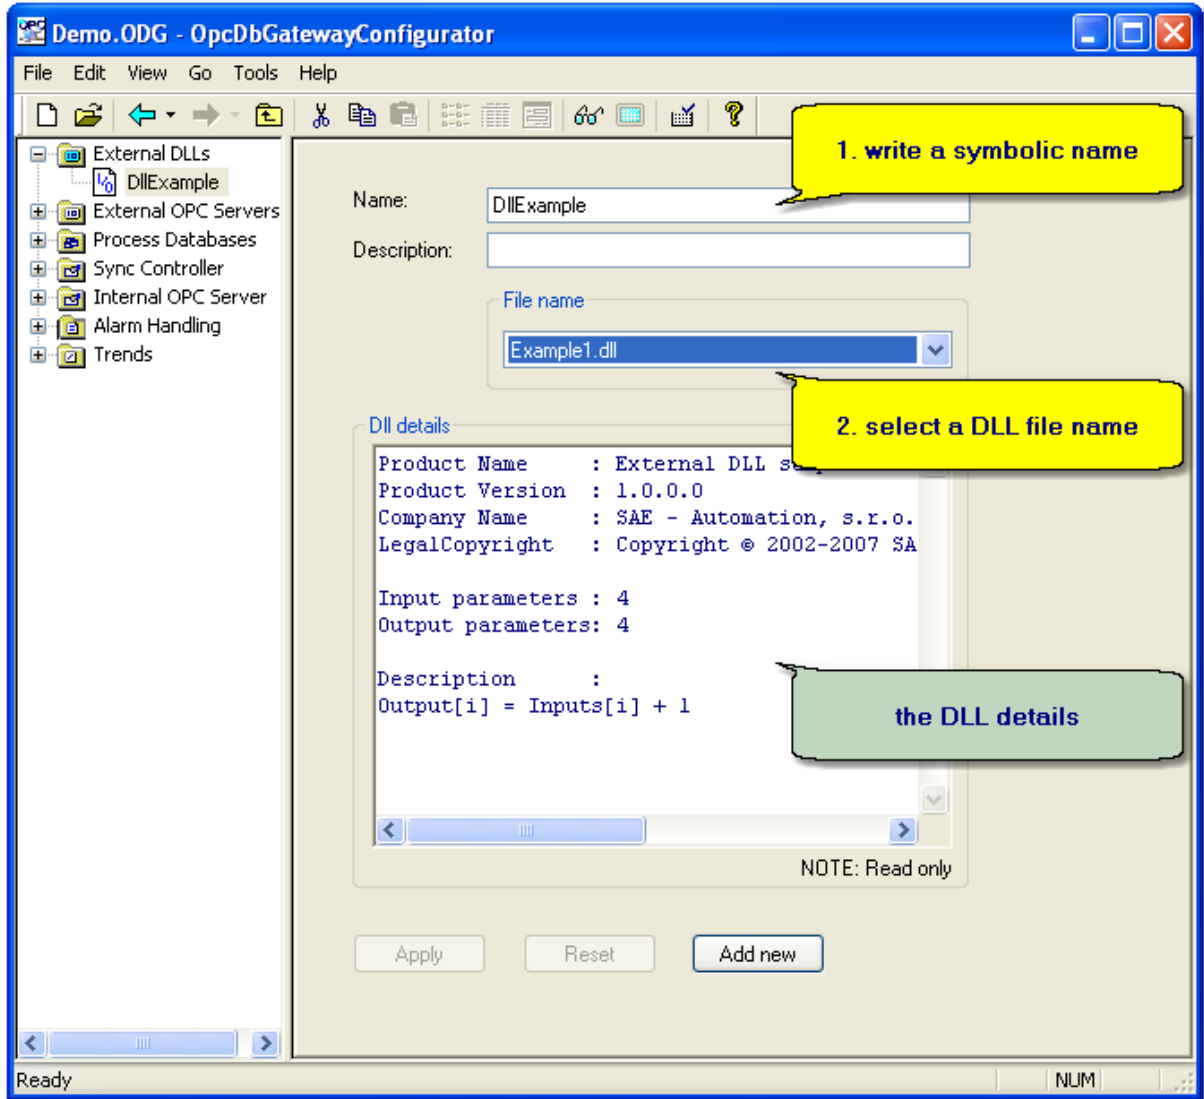 Demo.ODG - OpcDbGatewayConfigurator
File Edit View Go Tools Help
1. write a symbolic name
External DLLs
DllExample
External OPC Servers
Process Databases
Sync Controller
Internal OPC Server
Alarm Handling
Trends
Name:
DllExample
Description:
File name
Example1.dll
2. select a DLL file name
Dll details
Product Name : External DLL
Product Version : 1.0.0.0
Company Name : SAE - Automation, s.r.o.
LegalCopyright : Copyright © 2002-2007 SA
Input parameters : 4
Output parameters: 4
Description :
Output[i] = Inputs[i] + 1
the DLL details
NOTE: Read only
Apply Reset Add new
Ready NUM